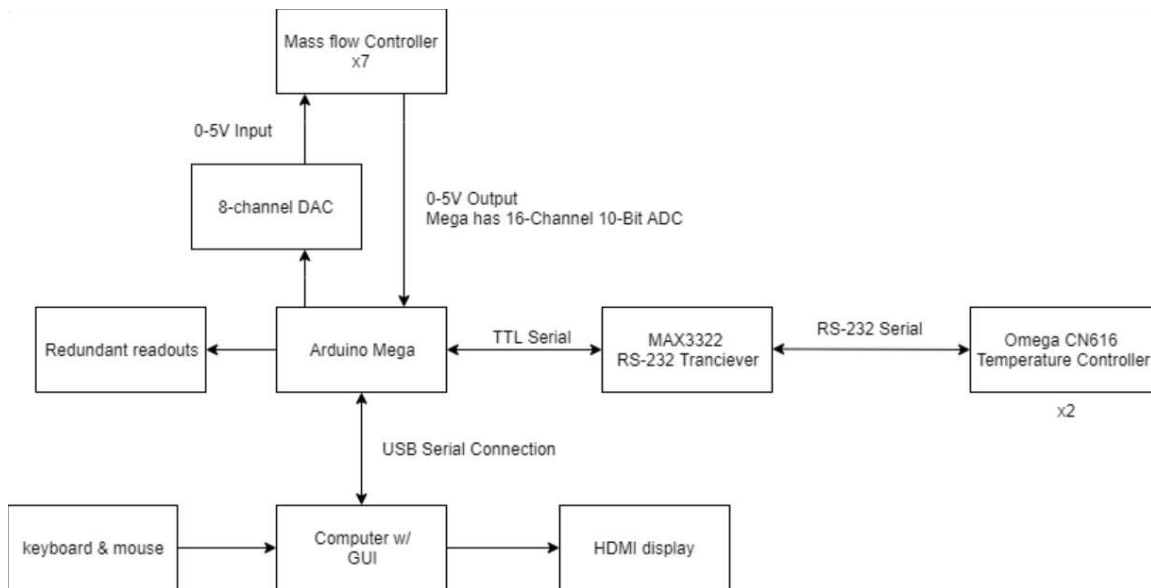 Mass flow Controller
x7
0-5V Input
8-channel DAC
0-5V Output
Mega has 16-Channel 10-Bit ADC
Redundant readouts
Arduino Mega
TTL Serial
MAX3322
RS-232 Tranciever
RS-232 Serial
Omega CN616
Temperature Controller
x2
USB Serial Connection
keyboard & mouse
Computer w/
GUI
HDMI display